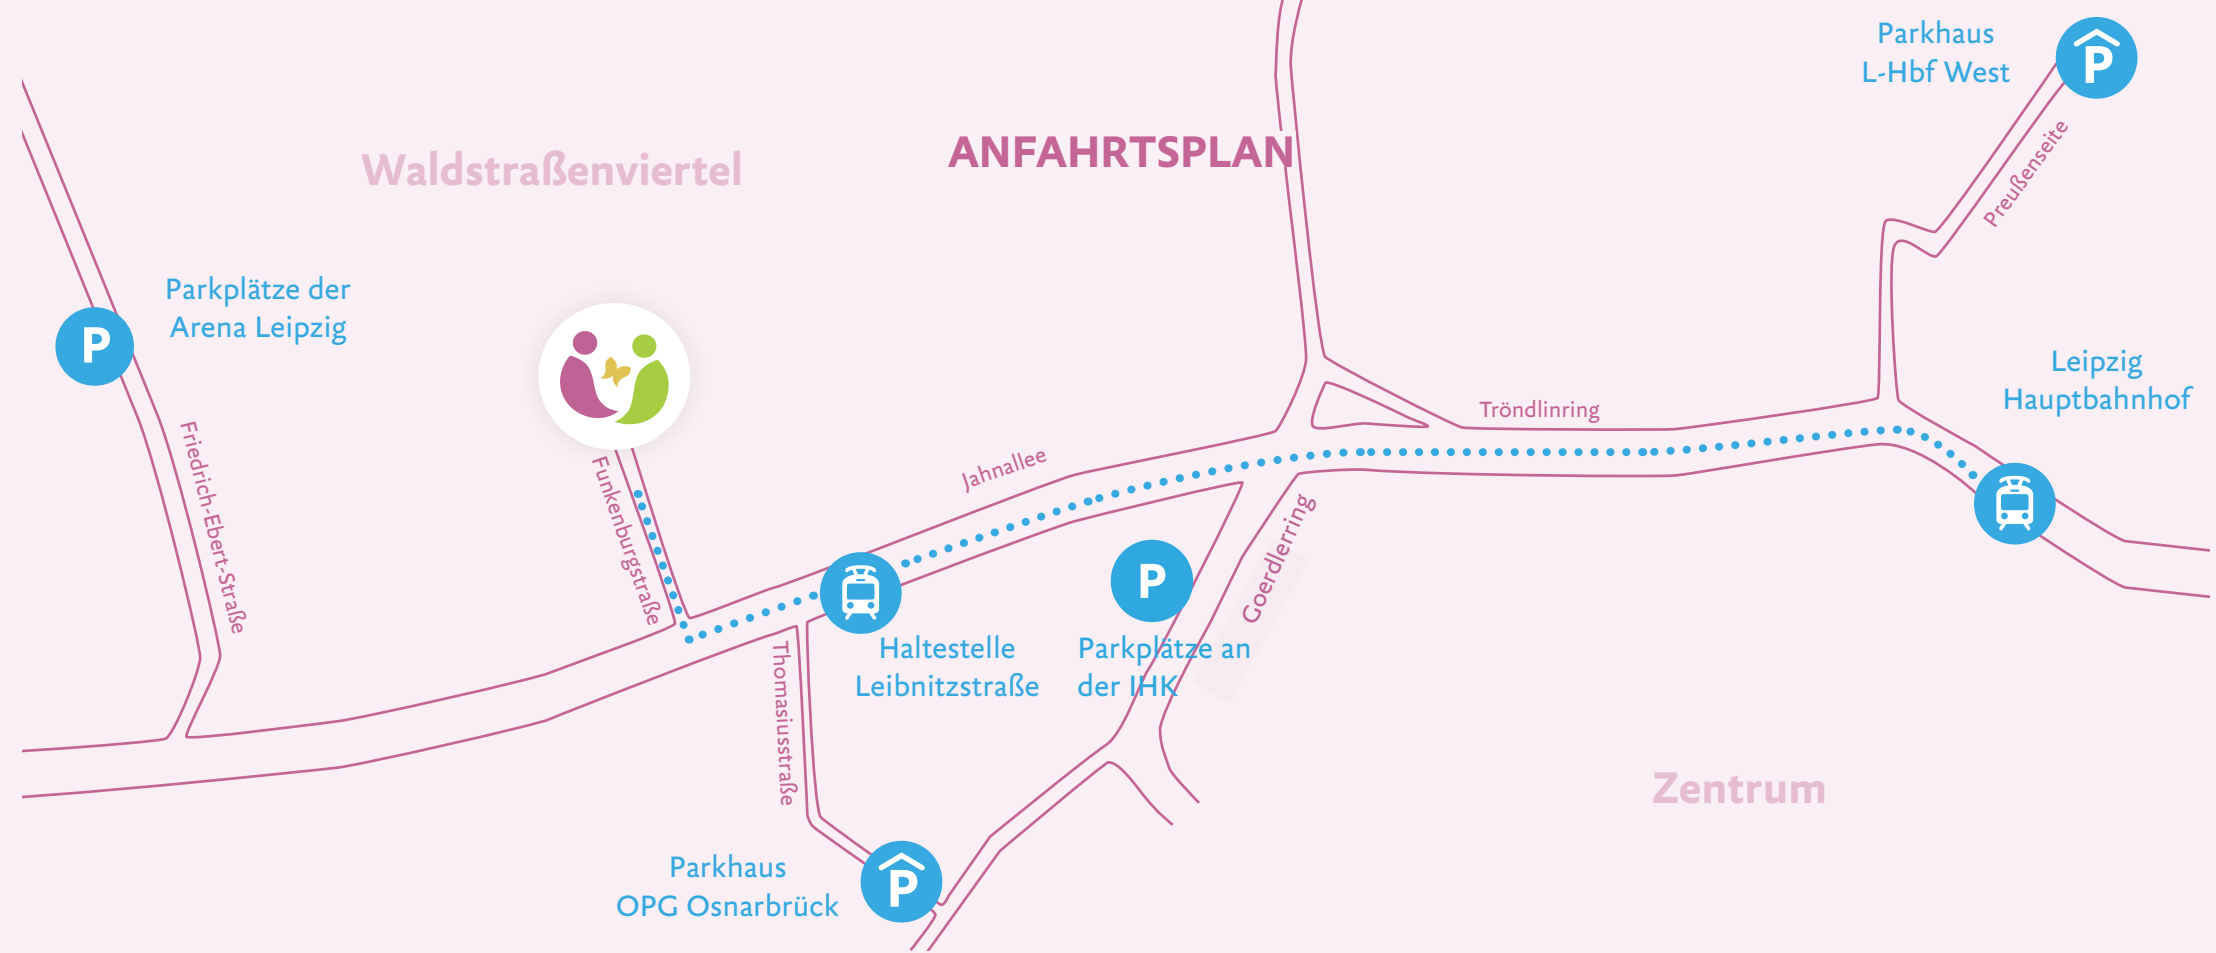 Parkhaus
L-Hbf West
P
ANFAHRTSPLAN
Waldstraßenviertel
Preußenseite
Parkplätze der
Arena Leipzig
P
Leipzig
Hauptbahnhof
Tröndlinring
Jahnallee
Friedrich-Ebert-Straße
Funkenburgstraße
Goerdlerring
P
Haltestelle
Leibnitzstraße
Parkplätze an
der IHK
Thomasiusstraße
Zentrum
Parkhaus
OPG Osnarbrück
P